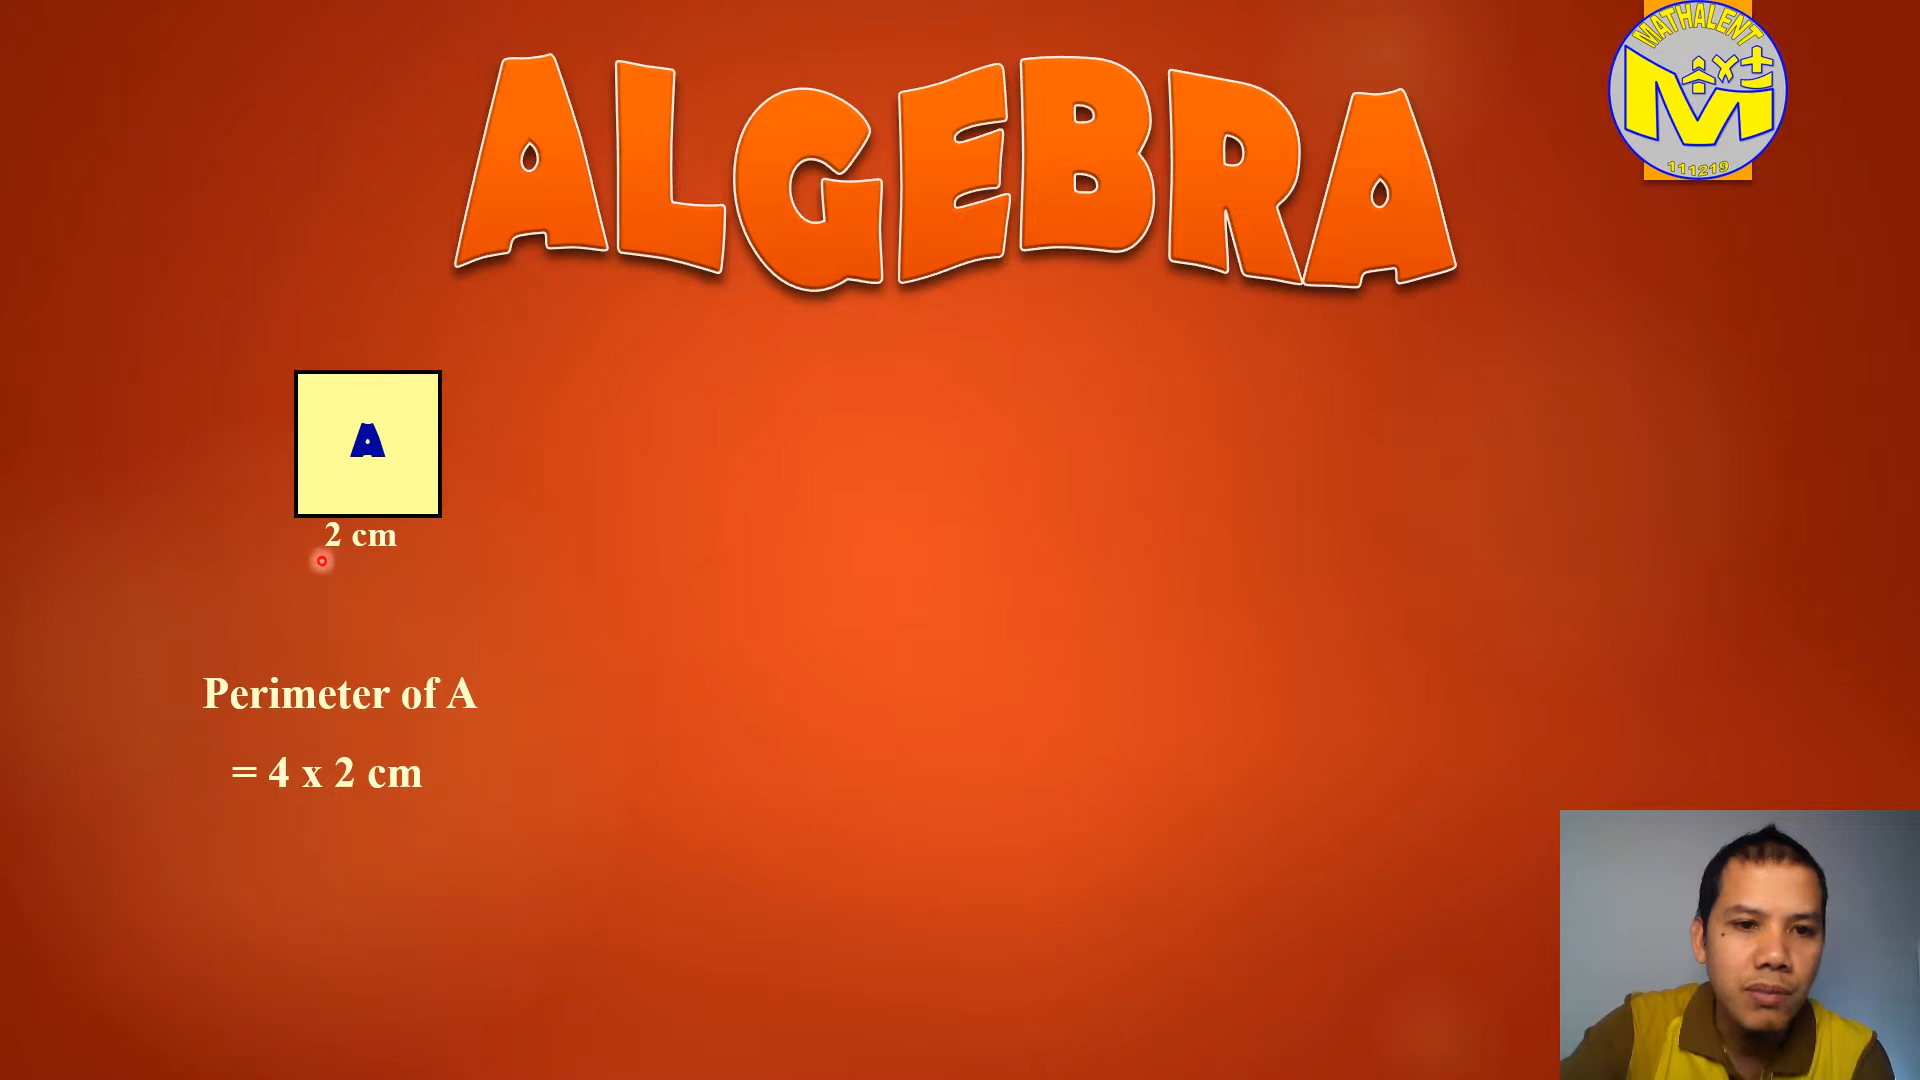 ALGEBRA
MATHALENT
M
111219
A
2 cm
Perimeter of A
= 4 x 2 cm